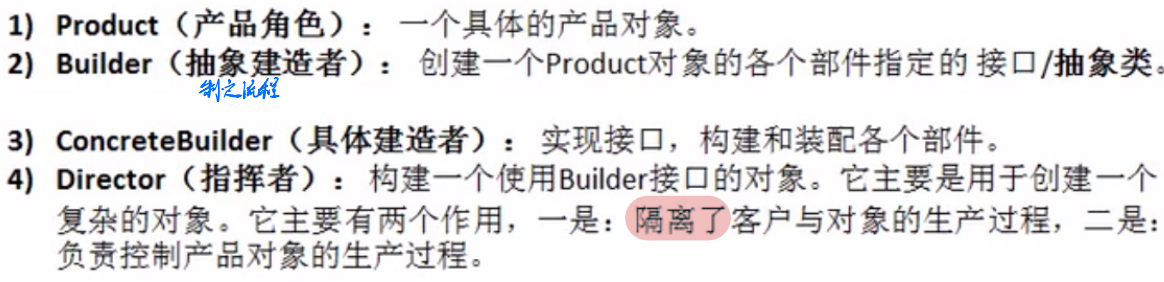 1) Product（产品角色）： 一个具体的产品对象。
2) Builder（抽象建造者）： 创建一个Product对象的各个部件指定的 接口/抽象类。
制定流程
3) ConcreteBuilder（具体建造者）： 实现接口，构建和装配各个部件。
4) Director（指挥者）： 构建一个使用Builder接口的对象。它主要是用于创建一个
复杂的对象。它主要有两个作用，一是：隔离了客户与对象的生产过程，二是：
负责控制产品对象的生产过程。